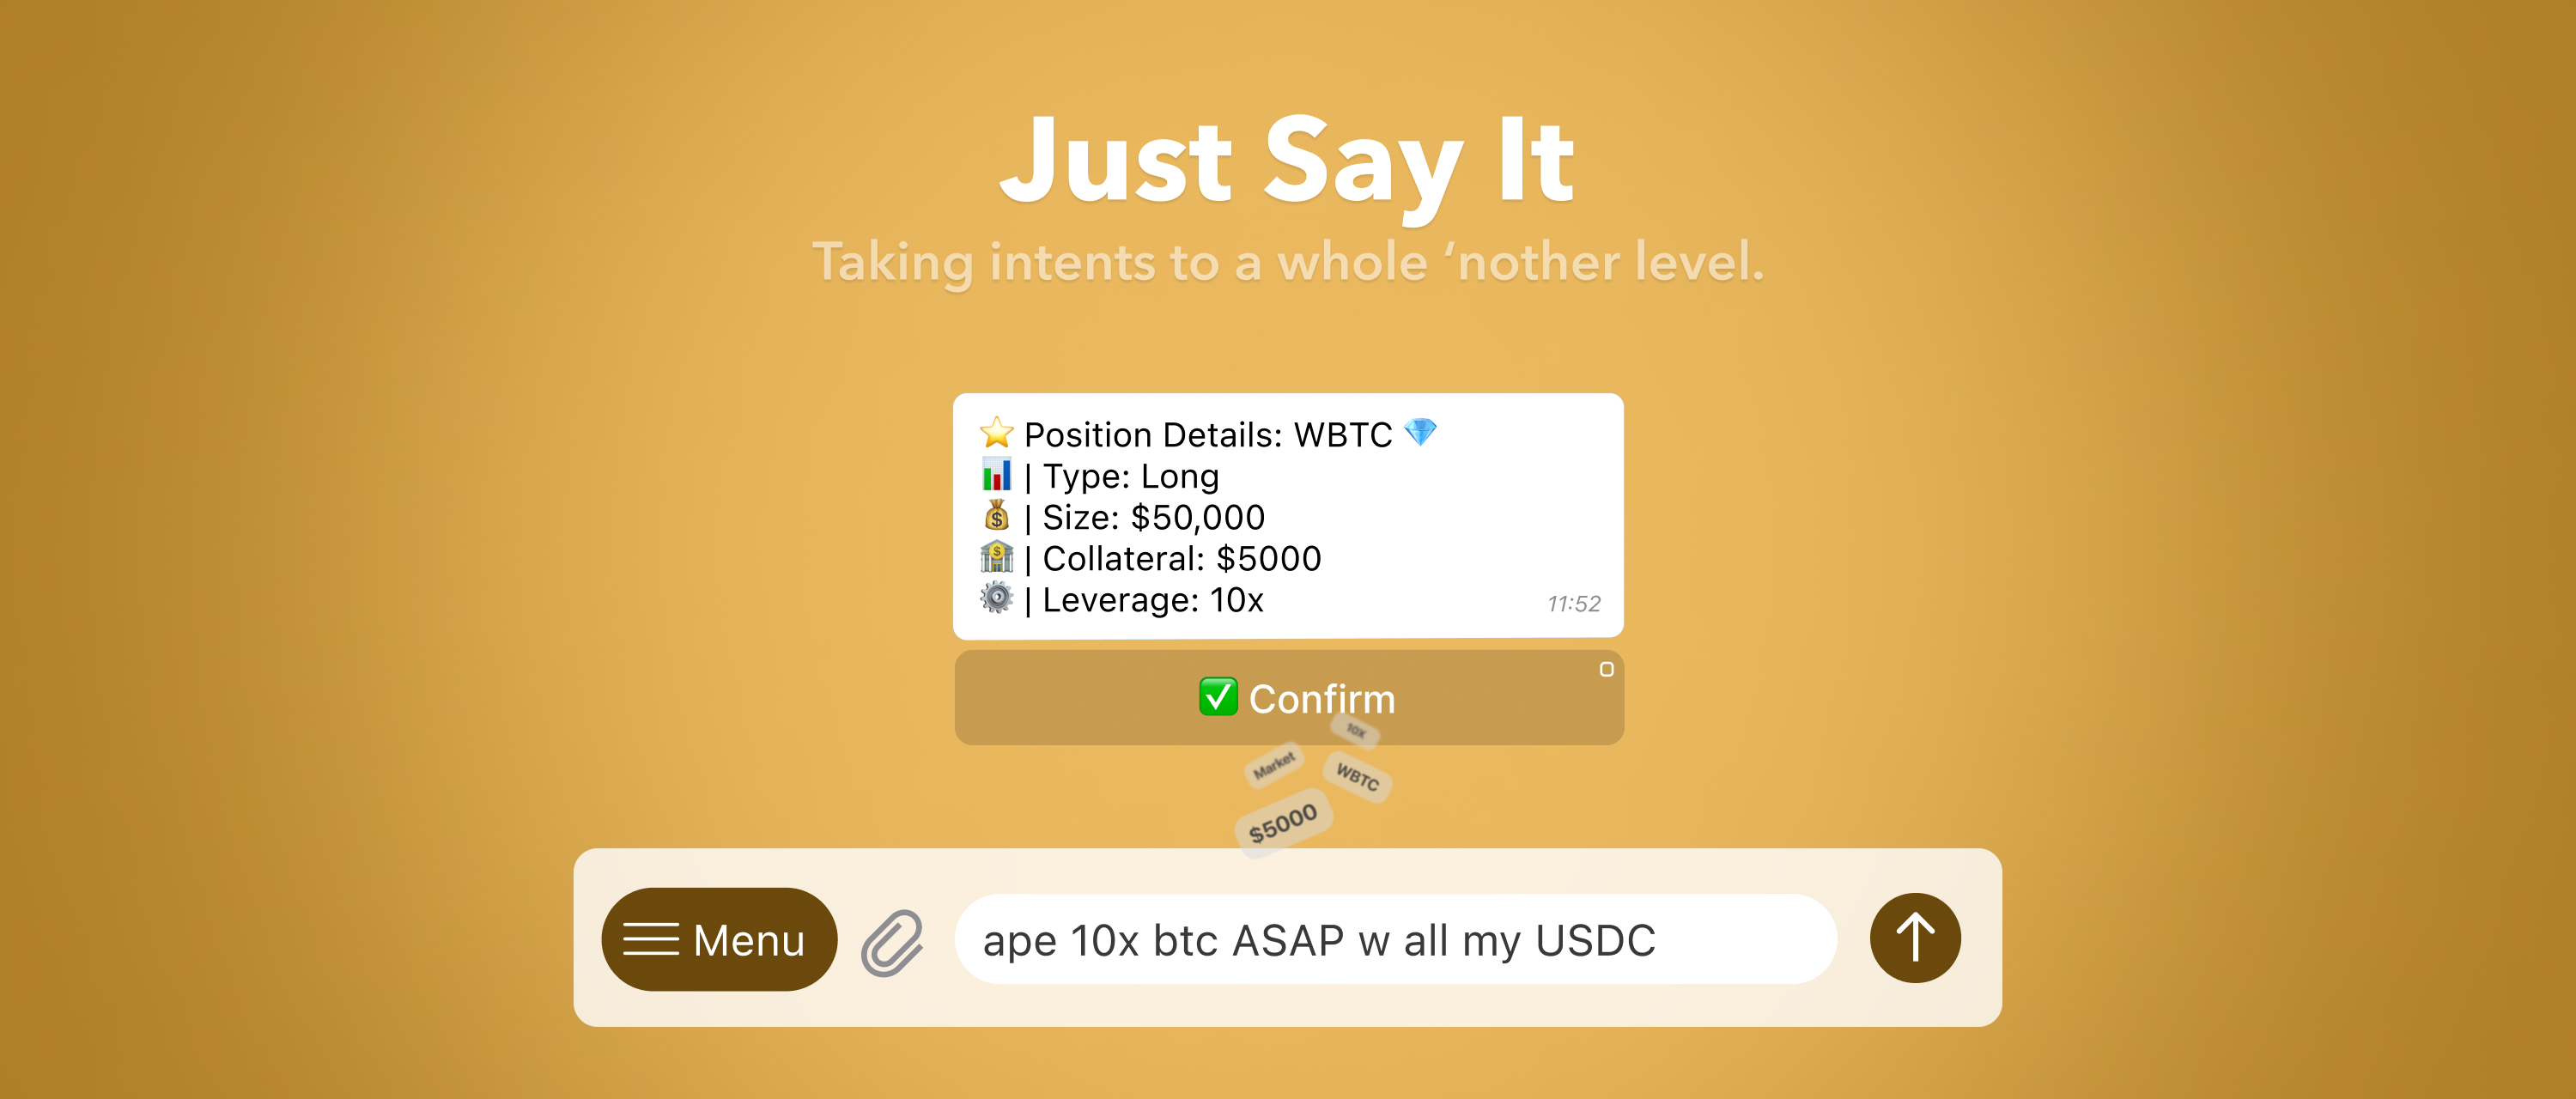 Just Say It
Taking intents to a whole ‘nother level.
⭐ Position Details: WBTC 💎
📊 | Type: Long
💰 | Size: $50,000
🏦 | Collateral: $5000
⚙️ | Leverage: 10x
11:52
✅ Confirm
10X
Market
WBTC
$5000
Menu
ape 10x btc ASAP w all my USDC